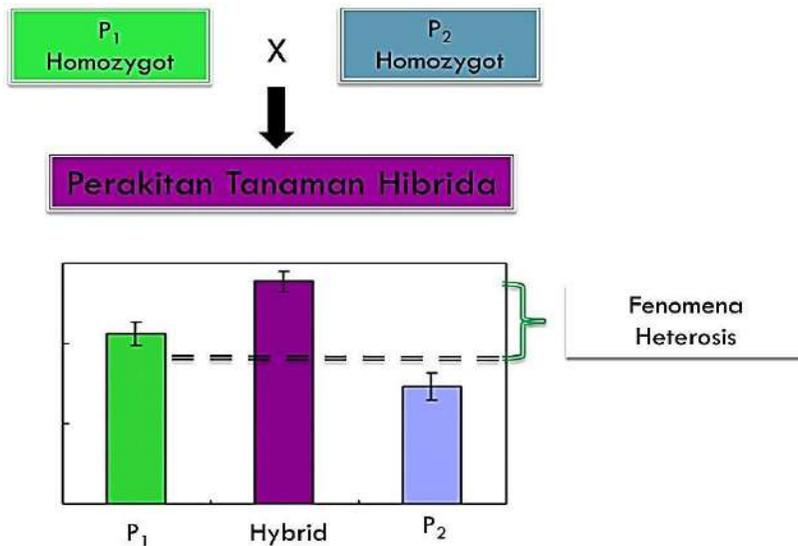 P₁
Homozygot
X
P₂
Homozygot
Perakitan Tanaman Hibrida
Fenomena
Heterosis
P₁
Hybrid
P₂